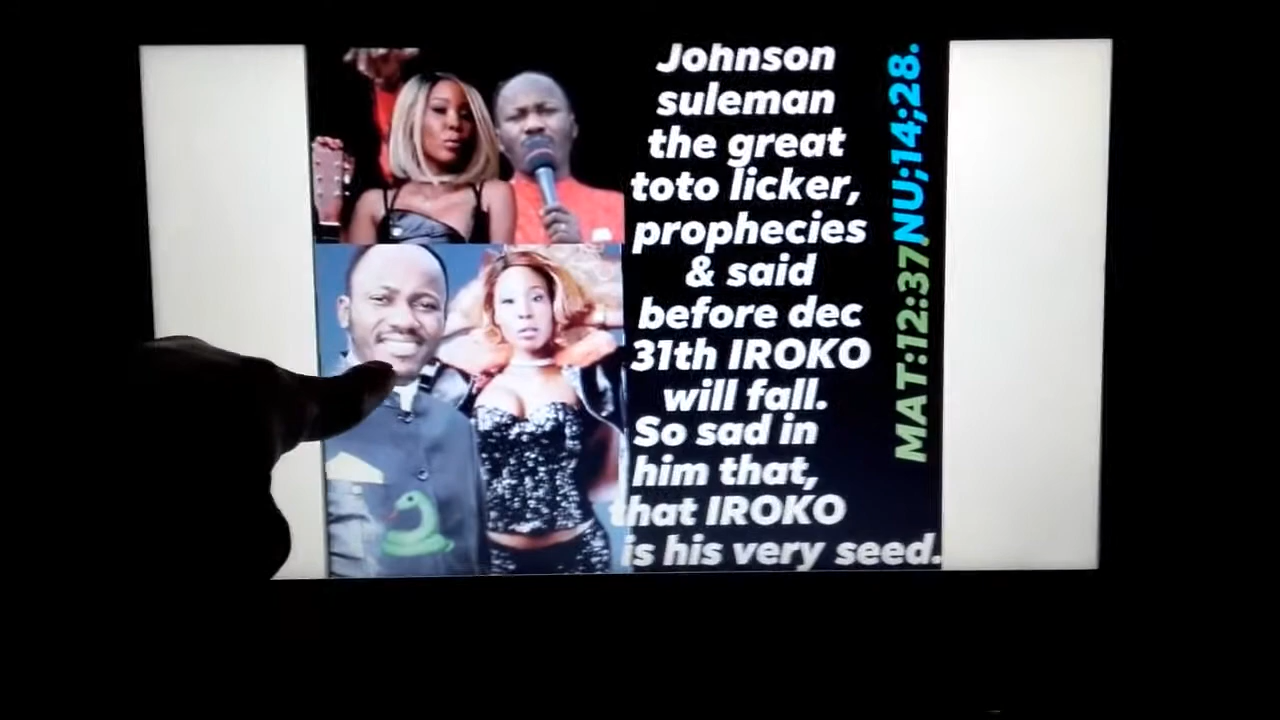 Johnson
suleman
the great
toto licker,
prophecies
& said
before dec
31th IROKO
will fall.
So sad in
him that,
that IROKO
is his very seed.
MAT:12:37/NU;14;28.